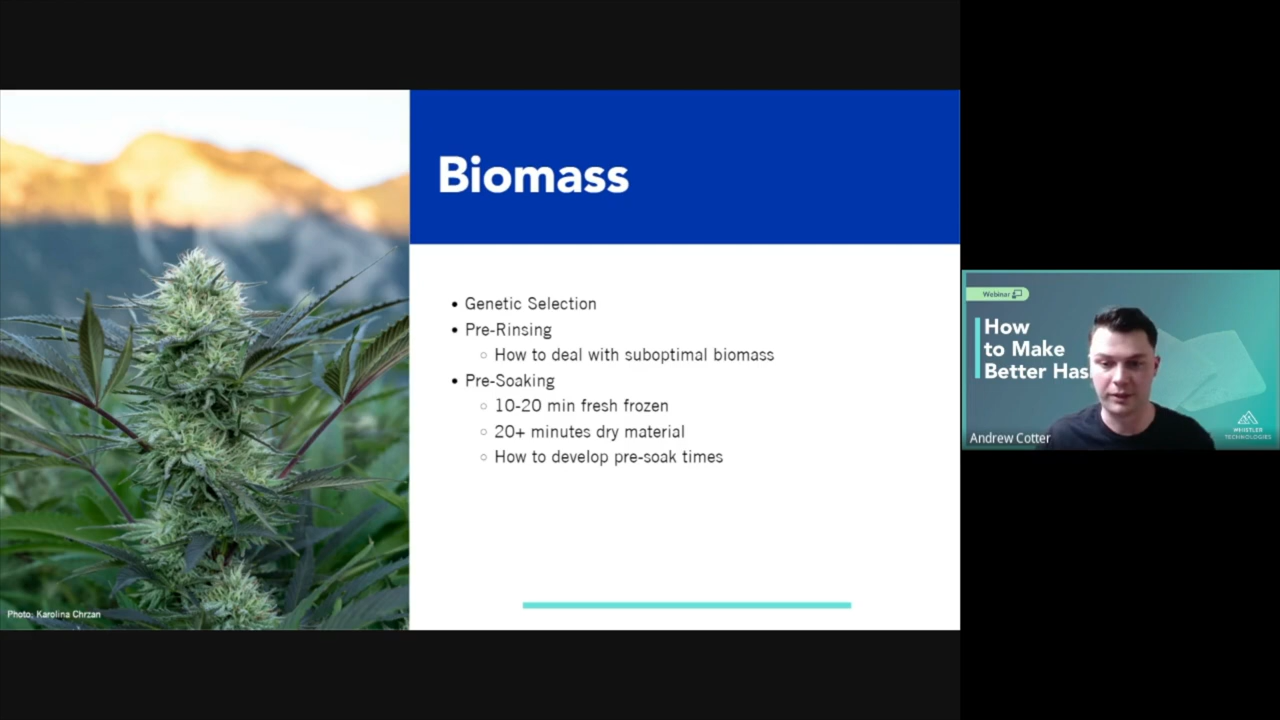 Biomass
• Genetic Selection
• Pre-Rinsing
○ How to deal with suboptimal biomass
• Pre-Soaking
○ 10-20 min fresh frozen
○ 20+ minutes dry material
○ How to develop pre-soak times
Photo: Karolina Chrzan
Webinar
How
to Make
Better Has
WHISTLER
TECHNOLOGIES
Andrew Cotter